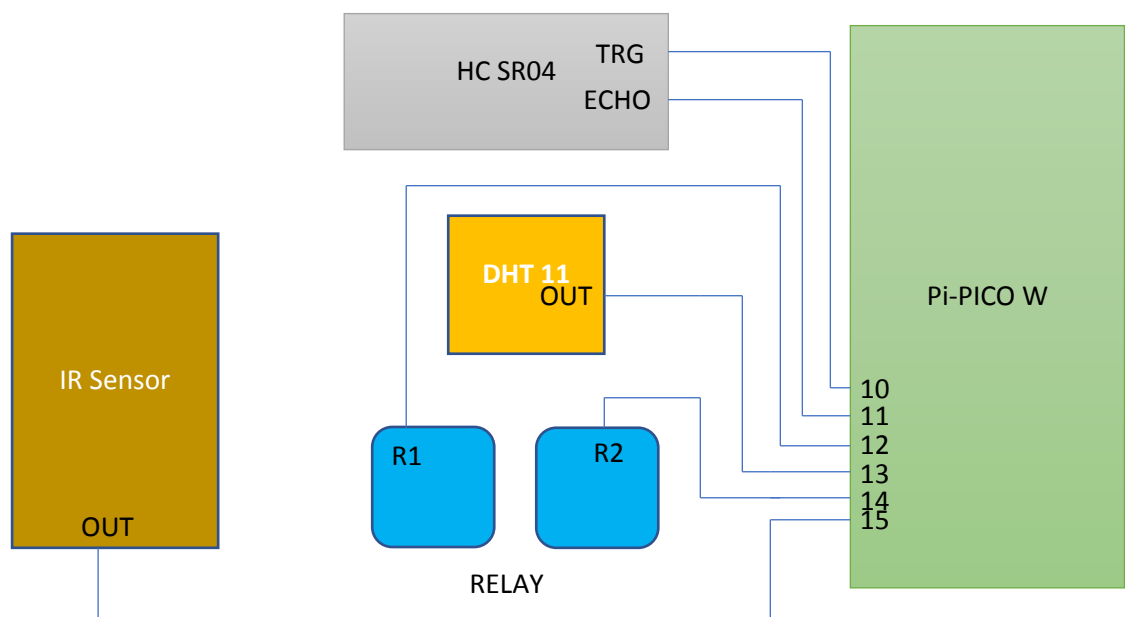 HC SR04
TRG
ECHO
DHT 11
OUT
Pi-PICO W
IR Sensor
OUT
R1
R2
RELAY
10
11
12
13
14
15